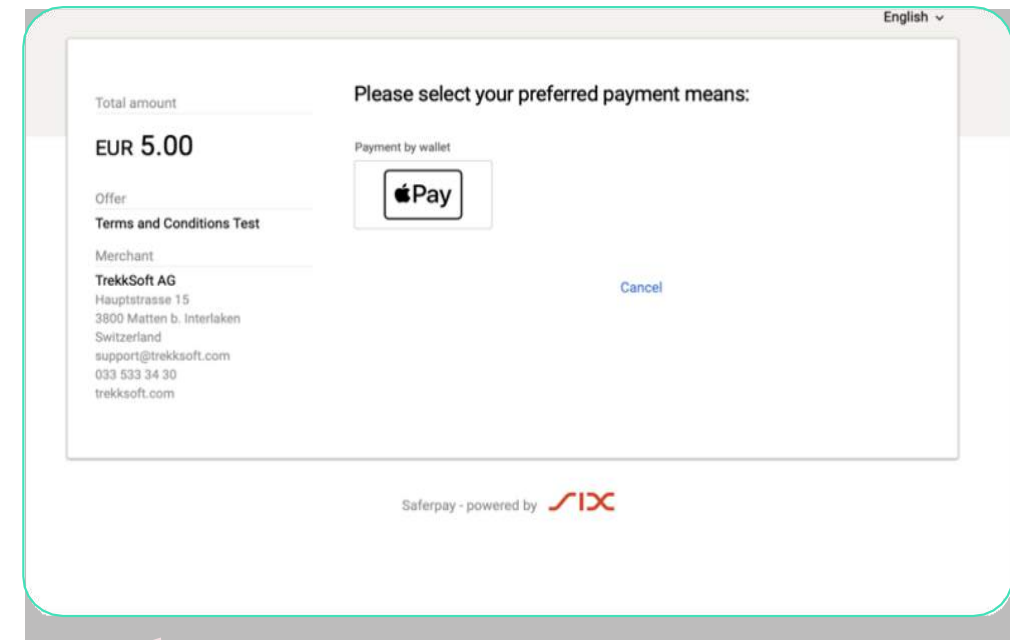 English
Total amount
EUR 5.00
Offer
Terms and Conditions Test
Merchant
TrekkSoft AG
Hauptstrasse 15
3800 Matten b. Interlaken
Switzerland
support@trekksoft.com
033 533 34 30
trekksoft.com
Please select your preferred payment means:
Payment by wallet
Pay
Cancel
Saferpay - powered by SIX